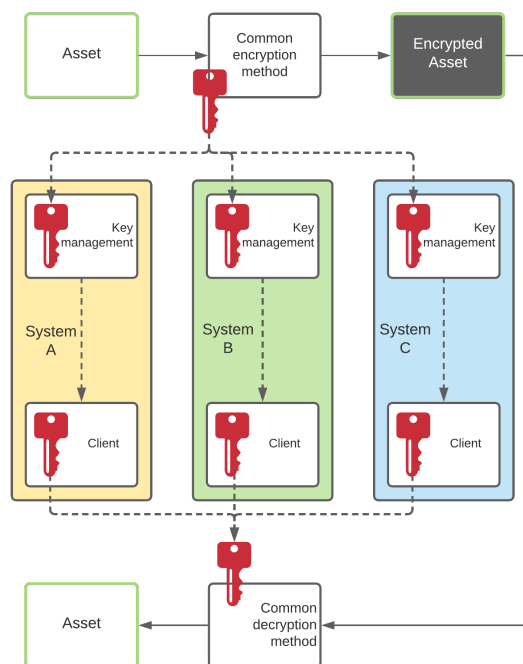 Asset
Common
encryption
method
Encrypted
Asset
Key
management
Key
management
Key
management
System
A
System
B
System
C
Client
Client
Client
Asset
Common
decryption
method